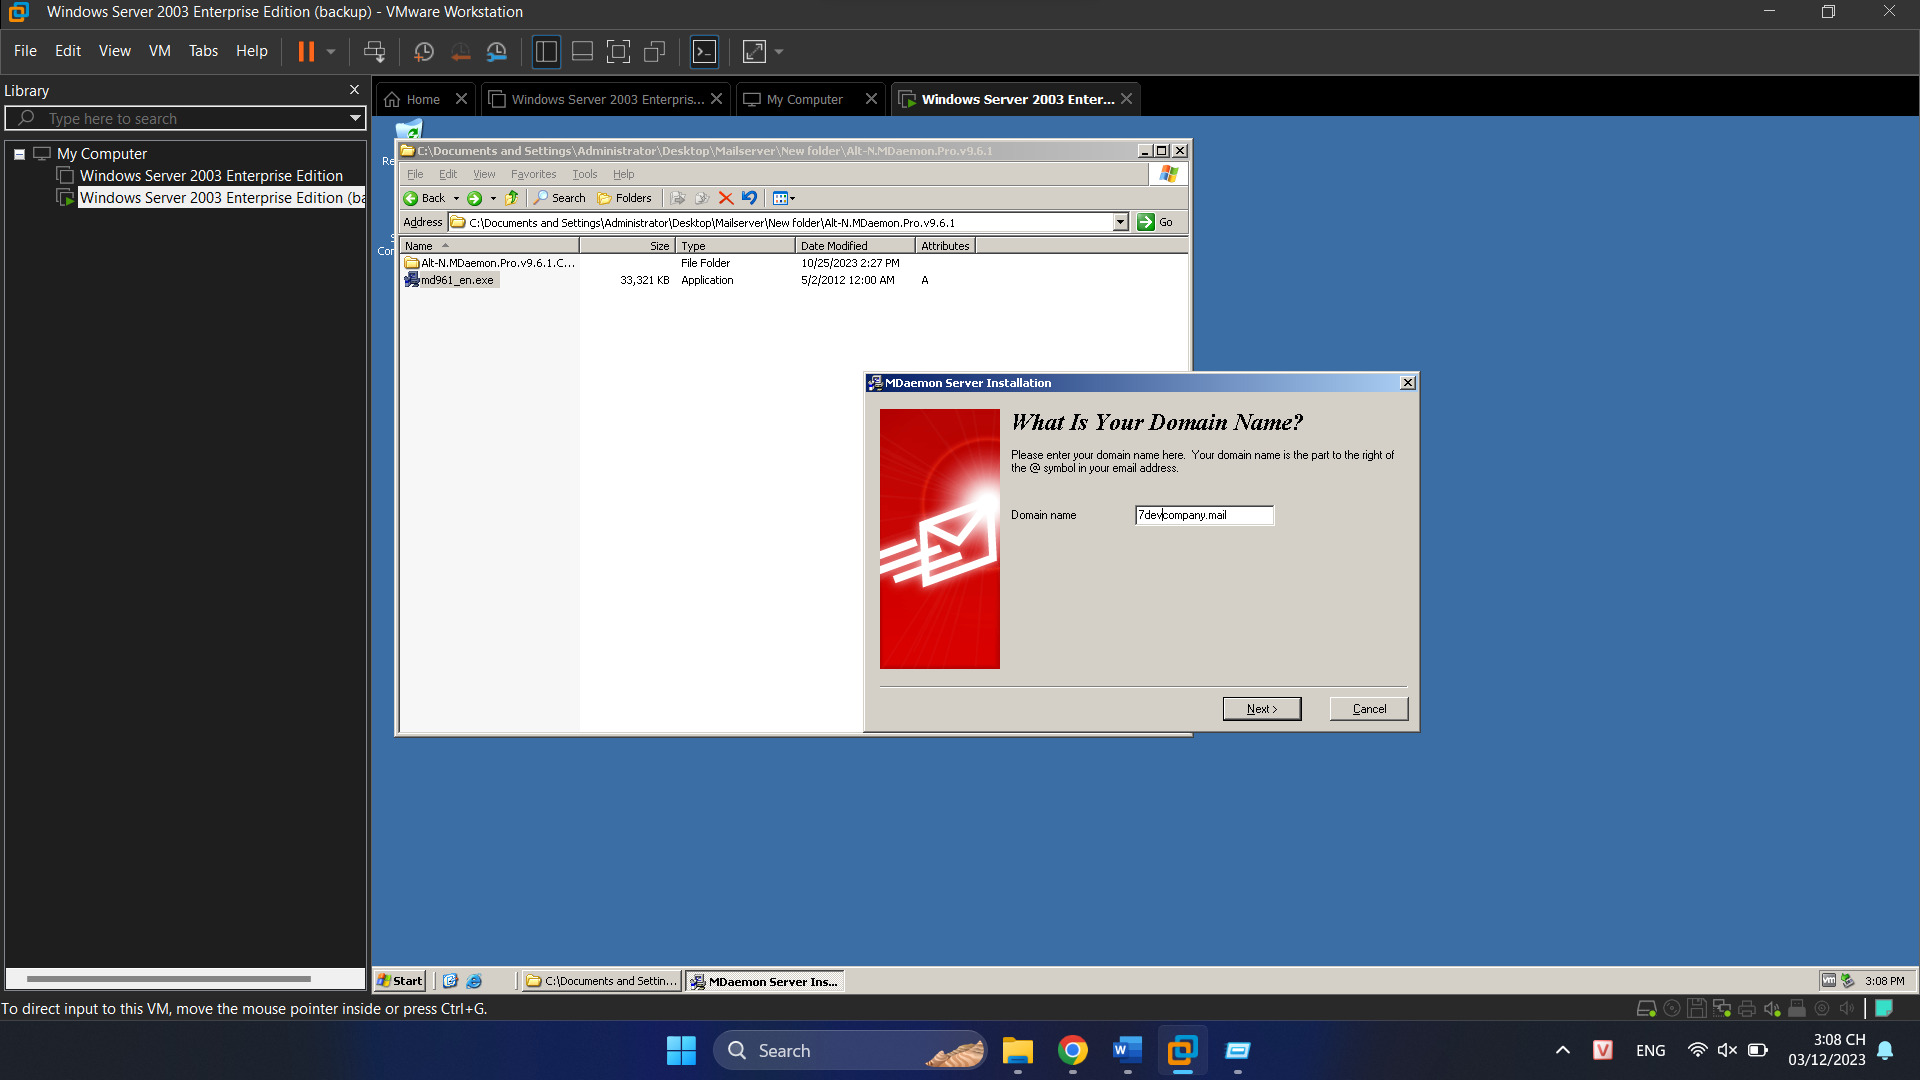 Windows Server 2003 Enterprise Edition (backup) - VMware Workstation
File Edit View VM Tabs Help
Library
Type here to search
My Computer
Windows Server 2003 Enterprise Edition
Windows Server 2003 Enterprise Edition (ba
Home
Windows Server 2003 Enterpris...
My Computer
Windows Server 2003 Enter...
Re
Con
C:\Documents and Settings\Administrator\Desktop\Mailserver\New folder\Alt-N.MDaemon.Pro.v9.6.1
File Edit View Favorites Tools Help
Back Search Folders
Address C:\Documents and Settings\Administrator\Desktop\Mailserver\New folder\Alt-N.MDaemon.Pro.v9.6.1 Go
Name Size Type Date Modified Attributes
Alt-N.MDaemon.Pro.v9.6.1.C... File Folder 10/25/2023 2:27 PM
md961_en.exe 33,321 KB Application 5/2/2012 12:00 AM A
MDaemon Server Installation
What Is Your Domain Name?
Please enter your domain name here. Your domain name is the part to the right of
the @ symbol in your email address.
Domain name 7devcompany.mail
Next >
Cancel
Start
C:\Documents and Settin...
MDaemon Server Ins...
vm
3:08 PM
To direct input to this VM, move the mouse pointer inside or press Ctrl+G.
Search
W
V
ENG
3:08 CH
03/12/2023